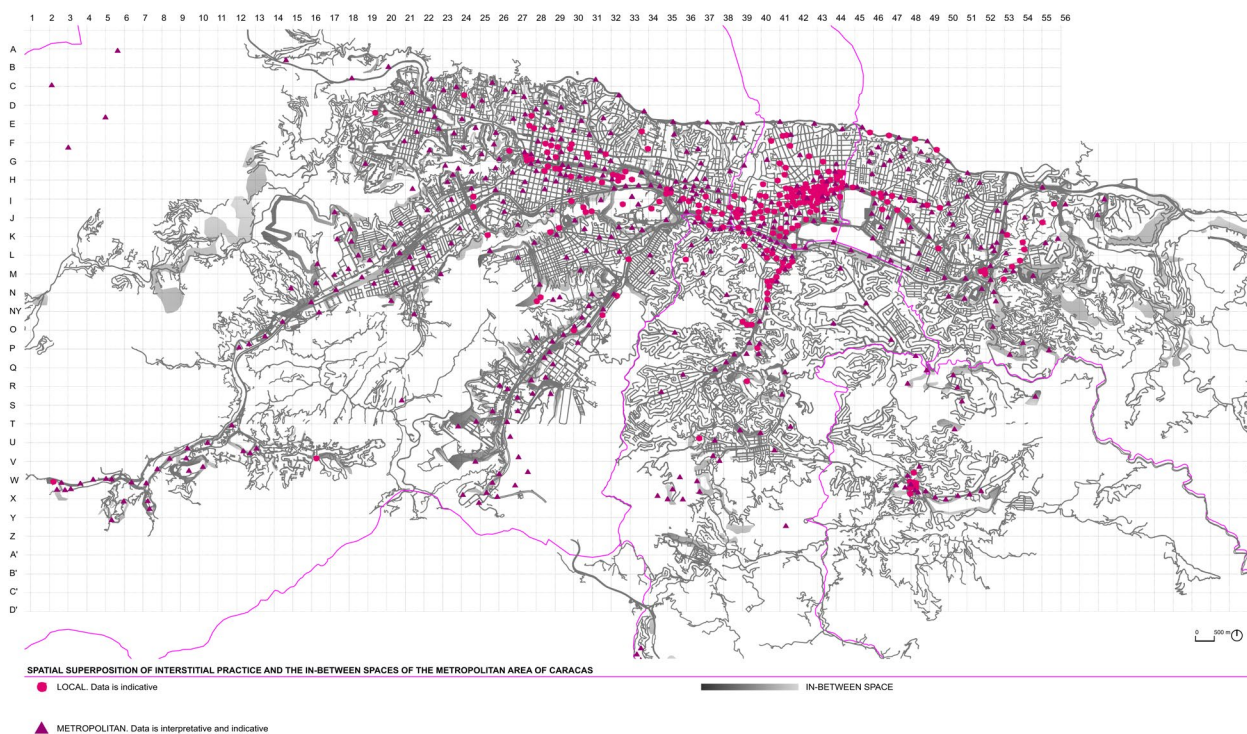 1 2 3 4 5 6 7 8 9 10 11 12 13 14 15 16 17 18 19 20 21 22 23 24 25 26 27 28 29 30 31 32 33 34 35 36 37 38 39 40 41 42 43 44 45 46 47 48 49 50 51 52 53 54 55 56
A
B
C
D
E
F
G
H
I
J
K
L
M
N
NY
O
P
Q
R
S
T
U
V
W
X
Y
Z
A'
B'
C'
D'
0 500 m
SPATIAL SUPERPOSITION OF INTERSTITIAL PRACTICE AND THE IN-BETWEEN SPACES OF THE METROPOLITAN AREA OF CARACAS
LOCAL. Data is indicative
IN-BETWEEN SPACE
METROPOLITAN. Data is interpretative and indicative